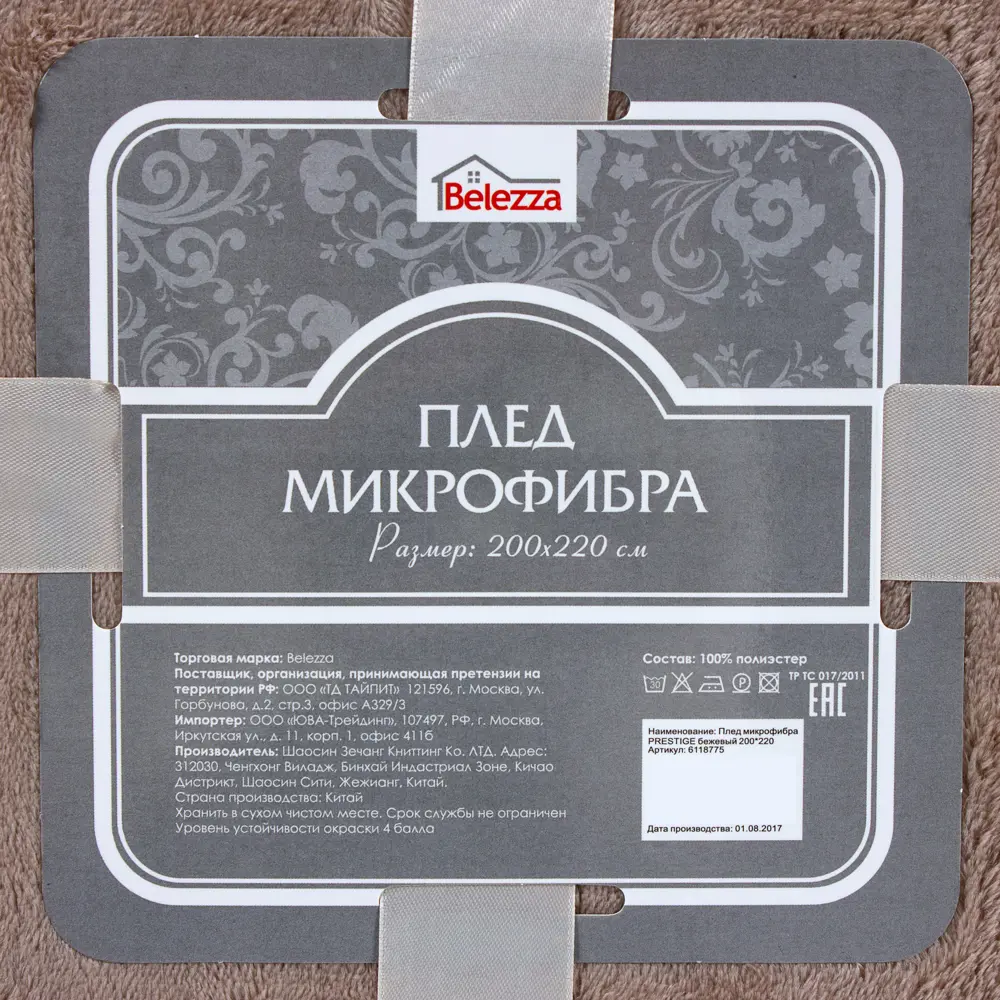 Belezza
ПЛЕД
МИКРОФИБРА
Размер: 200x220 см
Торговая марка: Belezza
Поставщик, организация, принимающая претензии на
территории РФ: ООО «ТД ТАЙЛИТ» 121596, г. Москва, ул.
Горбунова, д.2, стр.3, офис А329/3
Импортер: ООО «ЮВА-Трейдинг», 107497, РФ, г. Москва,
Иркутская ул., д. 11, корп. 1, офис 411б
Производитель: Шаосин Зечанг Книттинг Ко. ЛТД. Адрес:
312030, Ченгхонг Виладж, Бинхай Индастриал Зоне, Кичао
Дистрикт, Шаосин Сити, Жежианг, Китай.
Страна производства: Китай
Хранить в сухом чистом месте. Срок службы не ограничен
Уровень устойчивости окраски 4 балла
Состав: 100% полиэстер
30
P
ТР ТС 017/2011
EAC
Наименование: Плед микрофибра
PRESTIGE бежевый 200*220
Артикул: 6118775
Дата производства: 01.08.2017